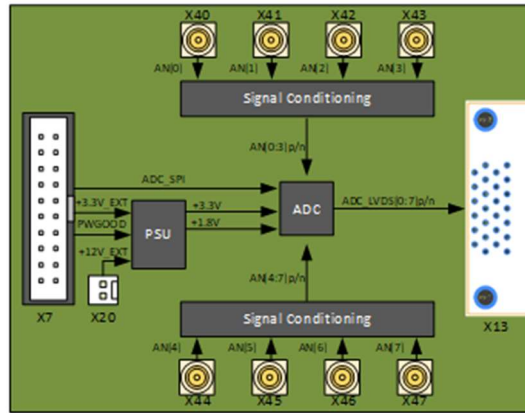 X40 X41 X42 X43
AN(0) AN(1) AN(2) AN(3)
Signal Conditioning
AN(0:3)p/n
ADC_SPI
+3.3V_EXT
PWGOOD
+12V_EXT
PSU
+3.3V
+1.8V
ADC
ADC_LVDS(0:7)p/n
AN(4:7)p/n
X7
X20
X13
Signal Conditioning
AN(4) AN(5) AN(6) AN(7)
X44 X45 X46 X47